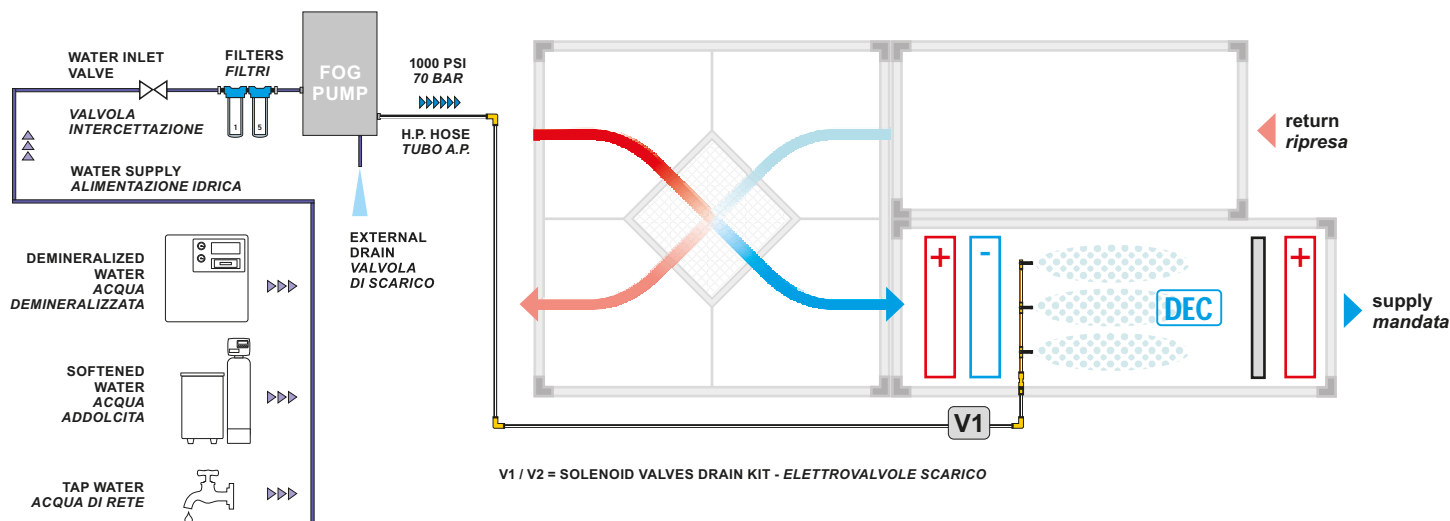 WATER INLET
VALVE
VALVOLA
INTERCETTAZIONE
FILTERS
FILTRI
1
5
FOG
PUMP
1000 PSI
70 BAR
H.P. HOSE
TUBO A.P.
WATER SUPPLY
ALIMENTAZIONE IDRICA
EXTERNAL
DRAIN
VALVOLA
DI SCARICO
DEMINERALIZED
WATER
ACQUA
DEMINERALIZZATA
SOFTENED
WATER
ACQUA
ADDOLCITA
TAP WATER
ACQUA DI RETE
return
ripresa
+
-
DEC
+
supply
mandata
V1
V1 / V2 = SOLENOID VALVES DRAIN KIT - ELETTROVALVOLE SCARICO